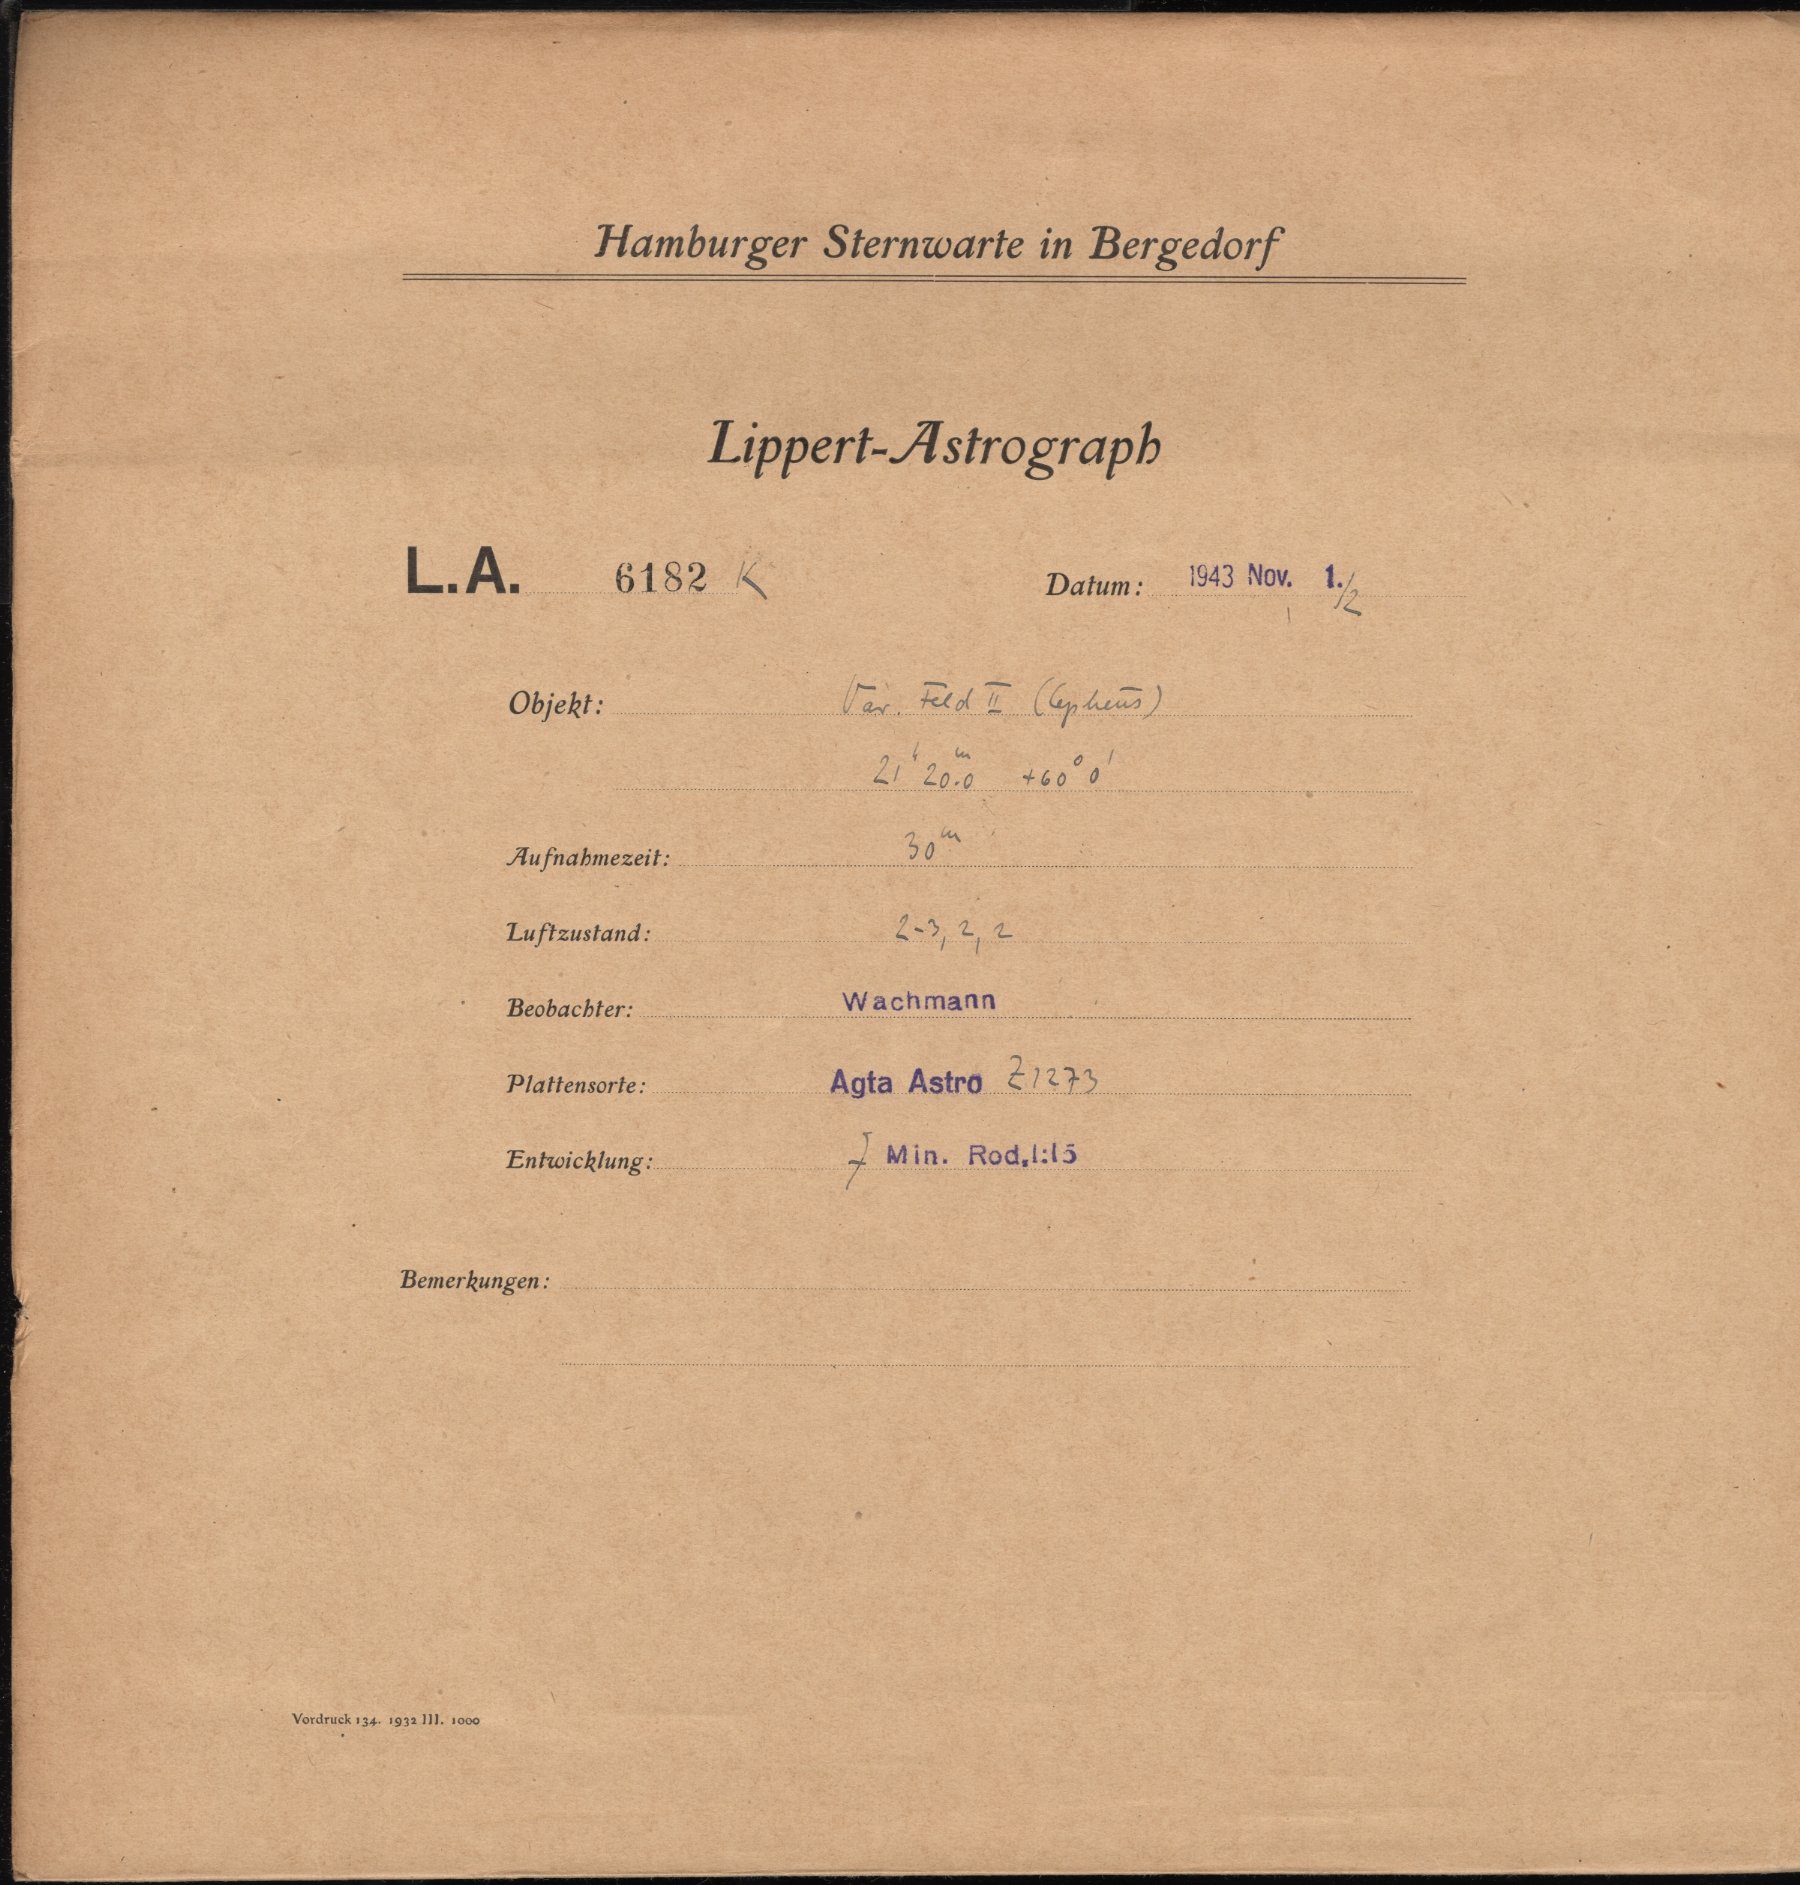 Hamburger Sternwarte in Bergedorf
Lippert-Astrograph
L.A. 6182 K Datum: 1943 Nov. 1./2
Objekt: Var. Feld II (Cepheus)
21h 20.0m +60° 0'
Aufnahmezeit: 30m
Luftzustand: 2-3, 2, 2
Beobachter: Wachmann
Plattensorte: Agfa Astro Z1273
Entwicklung: 7 Min. Rod.1:15
Bemerkungen:
Vordruck 134. 1932 III. 1000